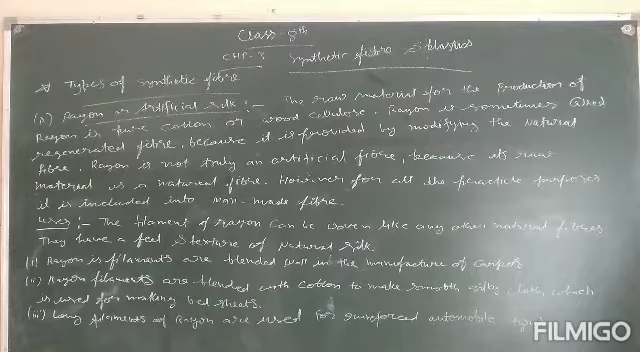 Class - 8th
CHP-3 Synthetic fibre & Plastics
* Types of synthetic fibre
Rayon or Artificial silk :- The raw material for the Production of
Rayon is pure Cotton or wood cellulose. Rayon is sometimes called
regenerated fibre, because it is provided by modifying the Natural
fibre. Rayon is not truly an artificial fibre, because its raw
material is a natural fibre. However for all the practicle purposes
it is included into Man-made fibre.
Uses :- The filament of rayon can be woven like any other natural fibres.
They have a feel & texture of Natural silk.
(i) Rayon filaments are blended in the manufacture of Carpets
(ii) Rayon filaments are blended with cotton to make smooth silky cloth, which
is used for making bed sheets.
(iii) Long filaments of Rayon are used for automobile
FILMIGO